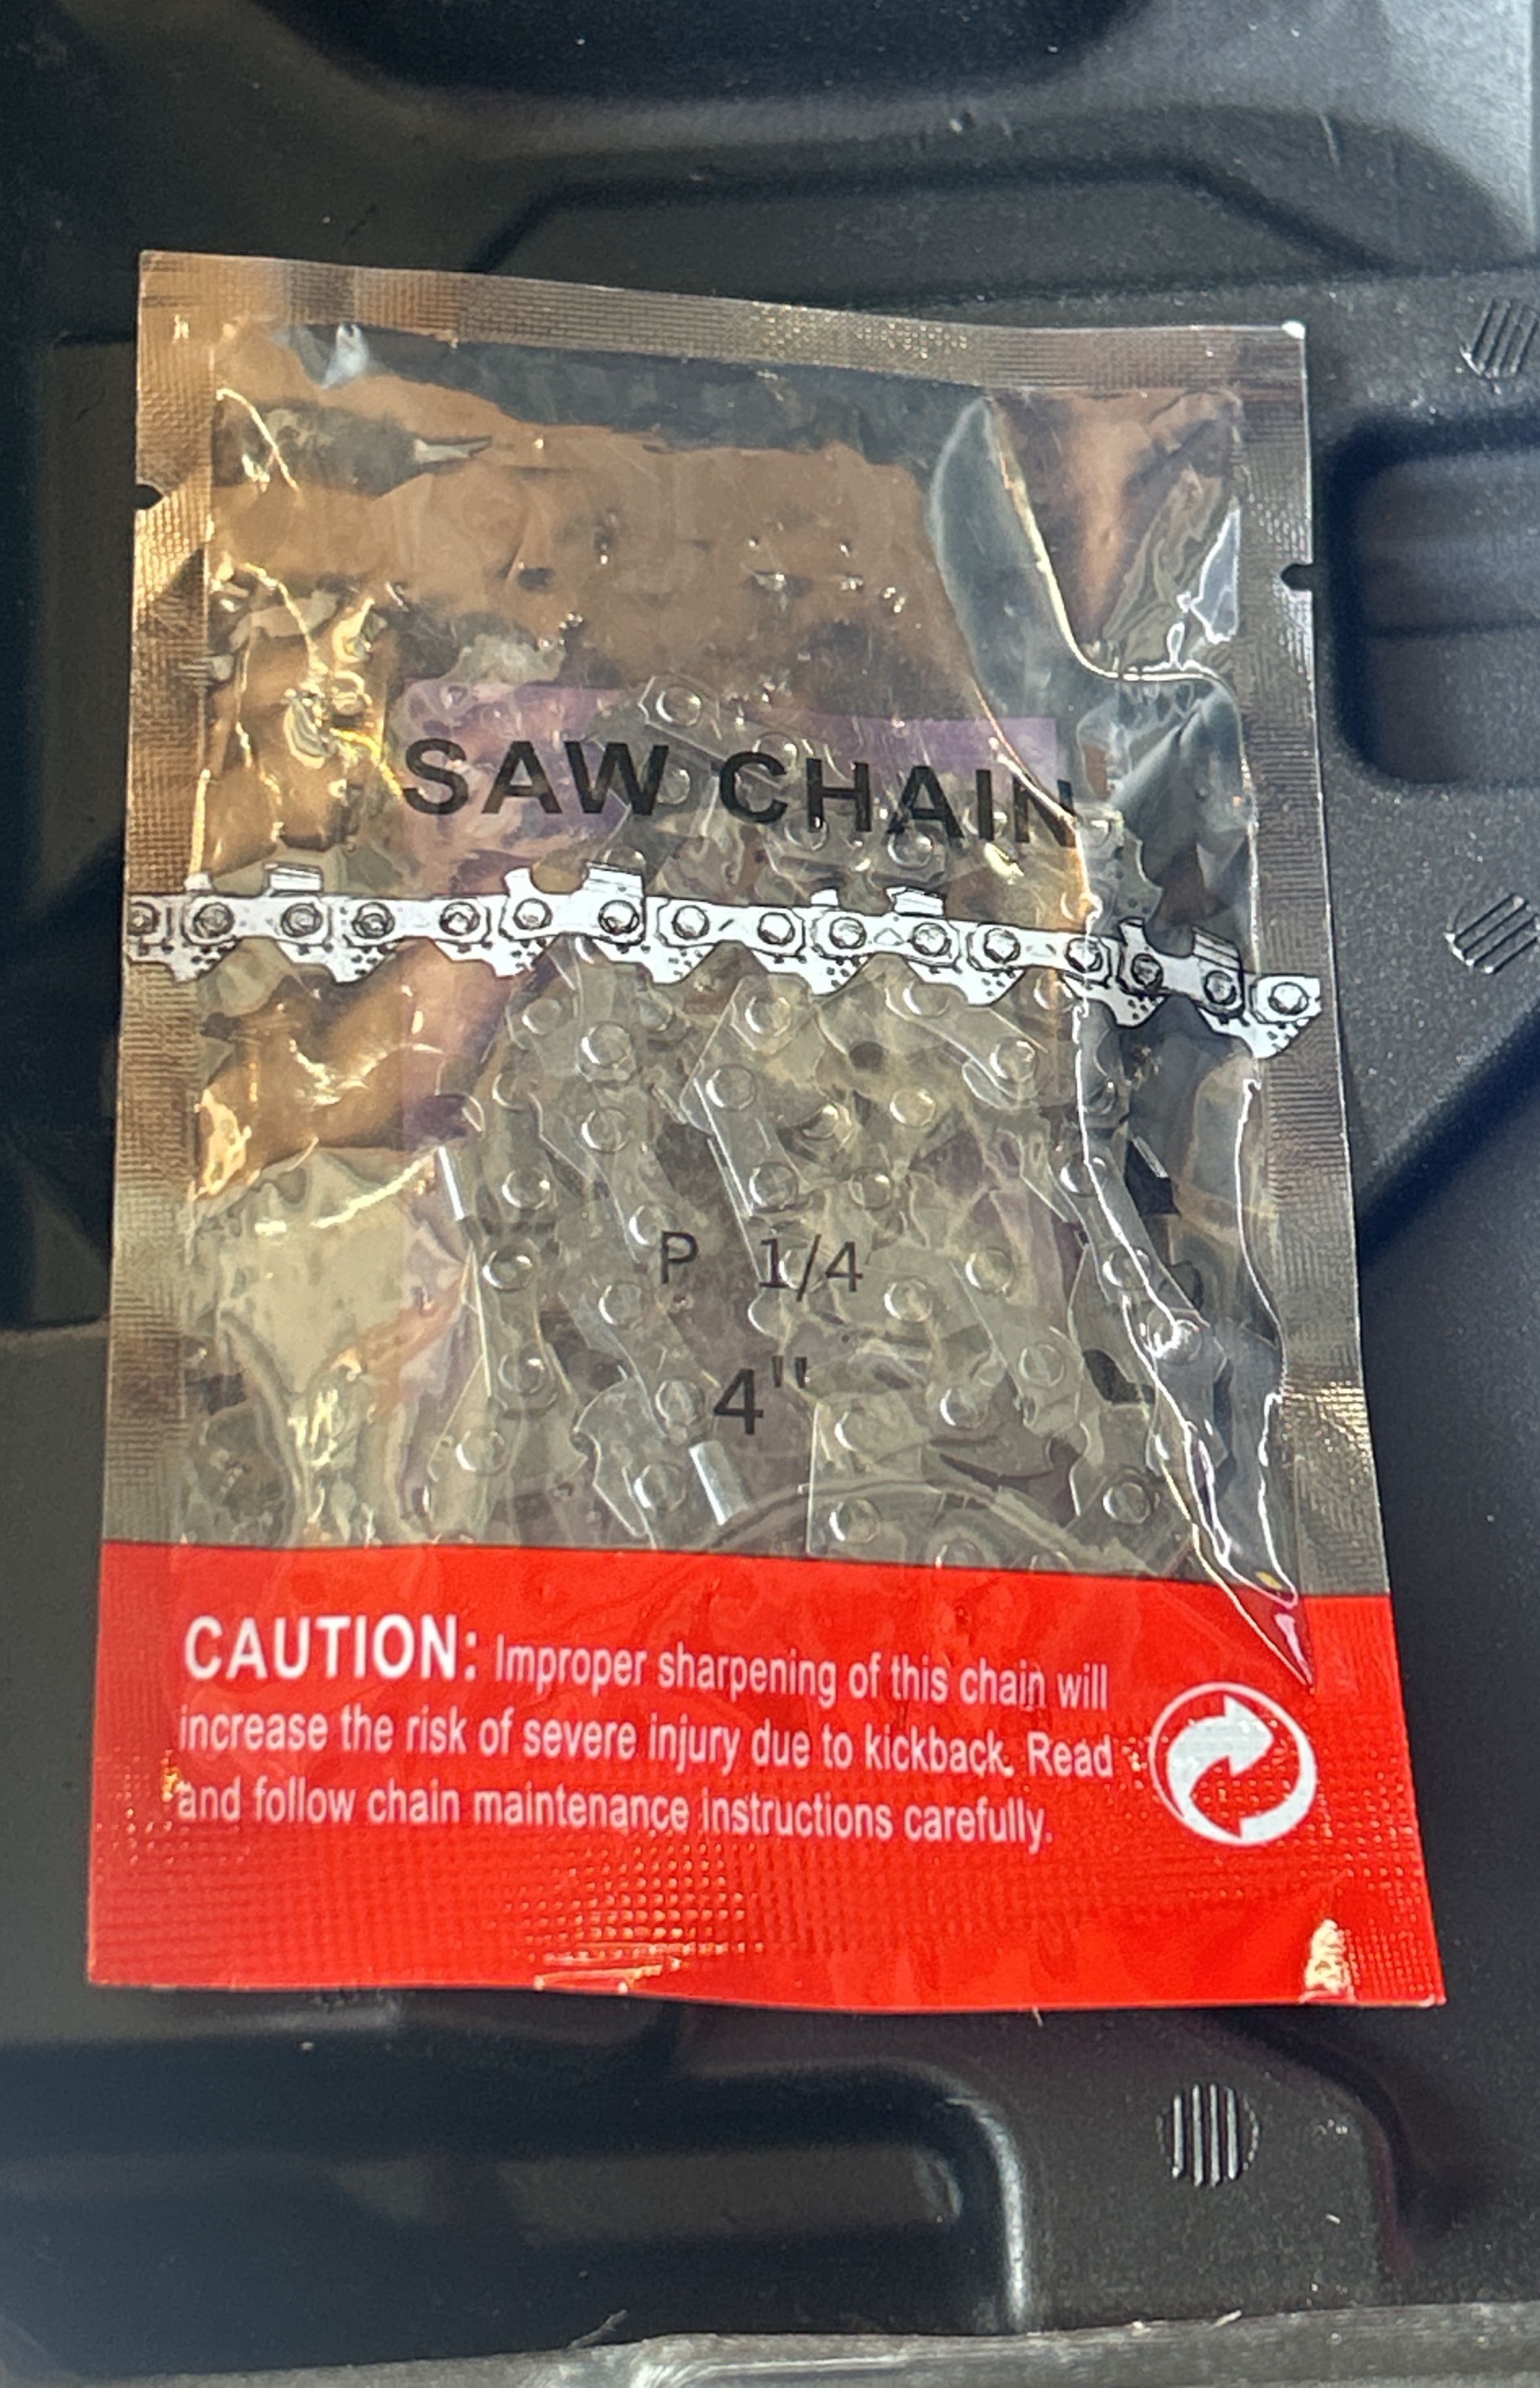 SAW CHAIN
P 1/4
4"
CAUTION: Improper sharpening of this chain will
increase the risk of severe injury due to kickback. Read
and follow chain maintenance instructions carefully.